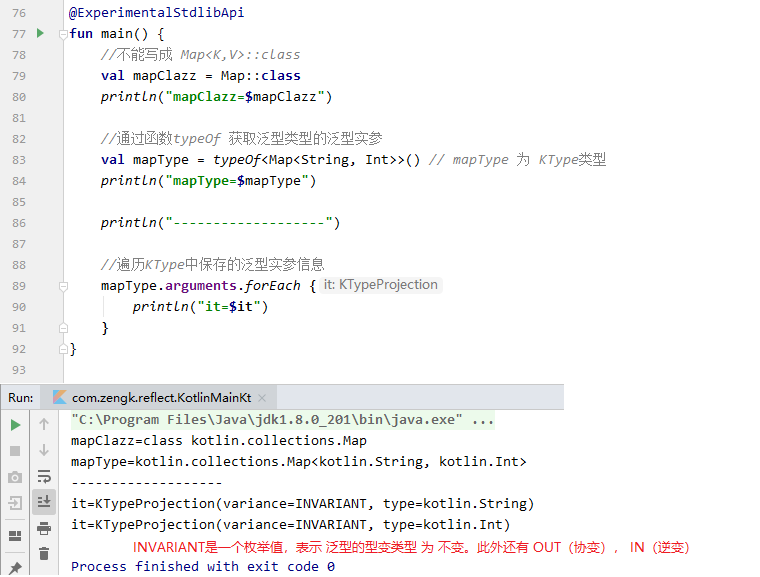 76 @ExperimentalStdlibApi
77 fun main() {
78 //不能写成 Map<K,V>::class
79 val mapClazz = Map::class
80 println("mapClazz=$mapClazz")
81
82 //通过函数typeOf 获取泛型类型的泛型实参
83 val mapType = typeOf<Map<String, Int>>() // mapType 为 KType类型
84 println("mapType=$mapType")
85
86 println("-------------------")
87
88 //遍历KType中保存的泛型实参信息
89 mapType.arguments.forEach { it: KTypeProjection
90 println("it=$it")
91 }
92 }
93
Run: com.zengk.reflect.KotlinMainKt ×
"C:\Program Files\Java\jdk1.8.0_201\bin\java.exe" ...
mapClazz=class kotlin.collections.Map
mapType=kotlin.collections.Map<kotlin.String, kotlin.Int>
-------------------
it=KTypeProjection(variance=INVARIANT, type=kotlin.String)
it=KTypeProjection(variance=INVARIANT, type=kotlin.Int)
INVARIANT是一个枚举值，表示 泛型的型变类型 为 不变。此外还有 OUT（协变）， IN（逆变）
Process finished with exit code 0